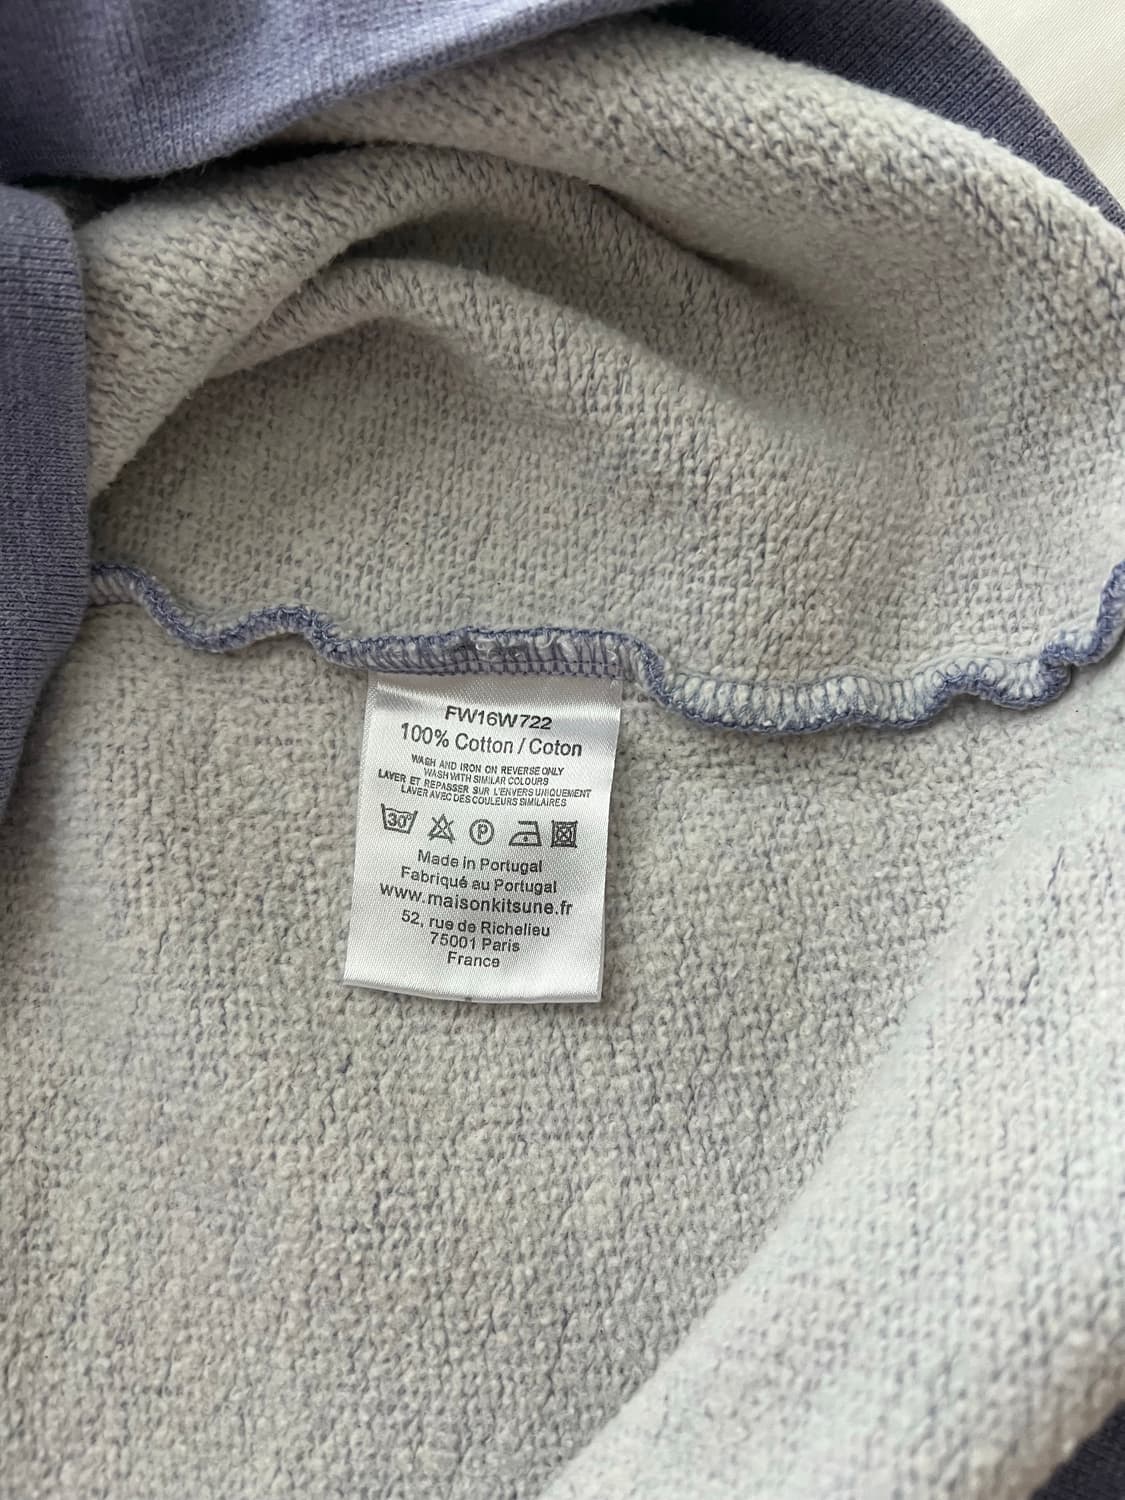 FW16W722
100% Cotton / Coton
WASH AND IRON ON REVERSE ONLY
WASH WITH SIMILAR COLOURS
LAVER ET REPASSER SUR L'ENVERS UNIQUEMENT
LAVER AVEC DES COULEURS SIMILAIRES
30° P
Made in Portugal
Fabriqué au Portugal
www.maisonkitsune.fr
52, rue de Richelieu
75001 Paris
France